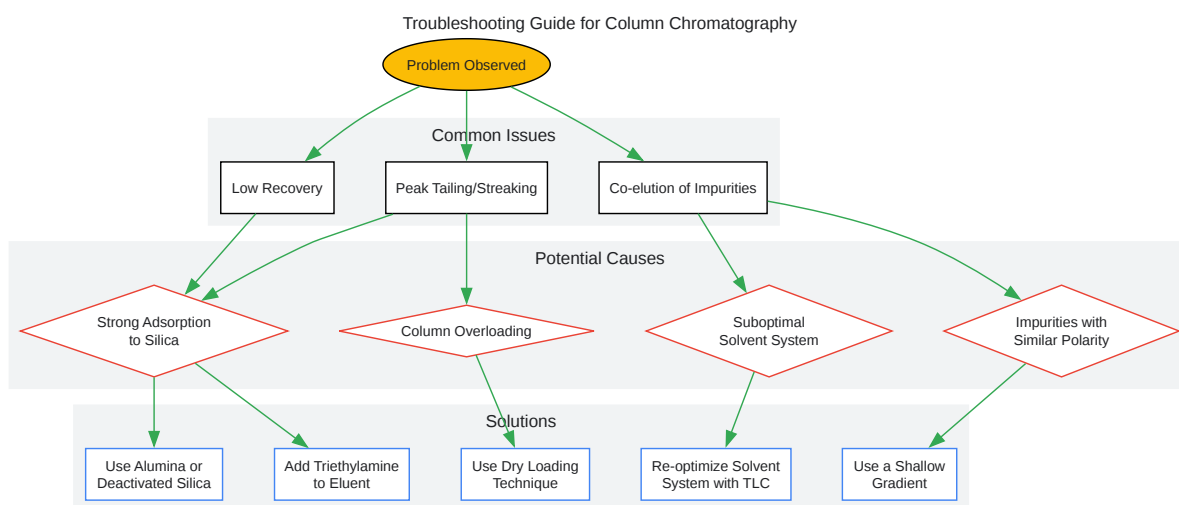 Troubleshooting Guide for Column Chromatography
Problem Observed
Common Issues
Low Recovery
Peak Tailing/Streaking
Co-elution of Impurities
Potential Causes
Strong Adsorption
to Silica
Column Overloading
Suboptimal
Solvent System
Impurities with
Similar Polarity
Solutions
Use Alumina or
Deactivated Silica
Add Triethylamine
to Eluent
Use Dry Loading
Technique
Re-optimize Solvent
System with TLC
Use a Shallow
Gradient